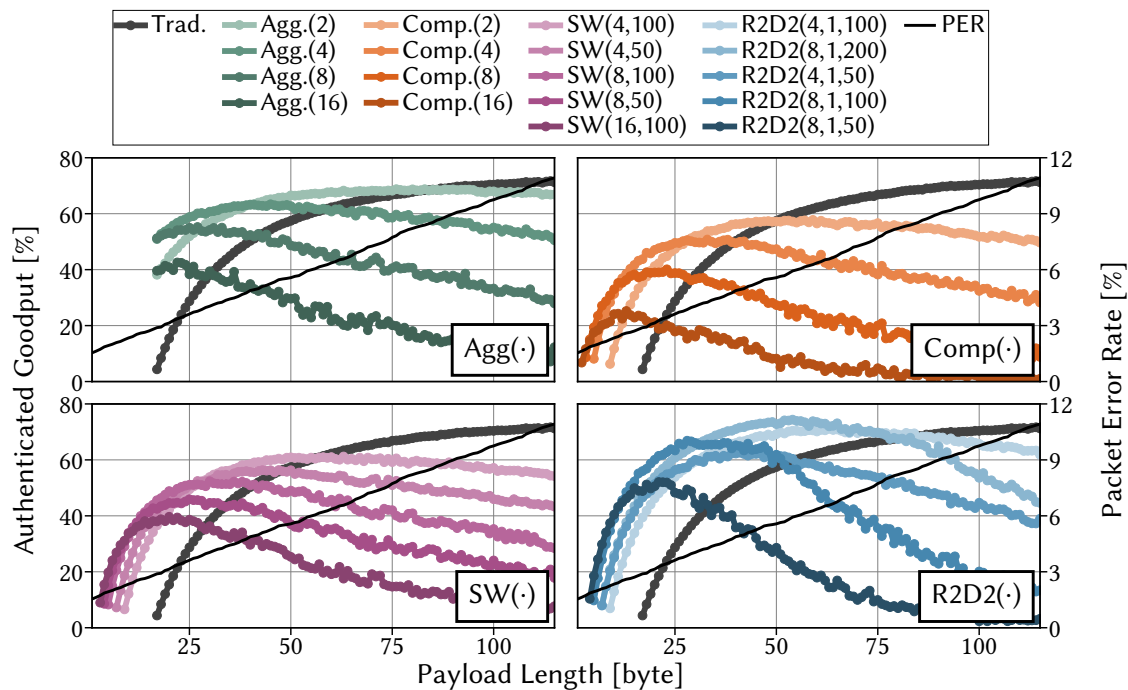 Trad. Agg.(2) Comp.(2) SW(4,100) R2D2(4,1,100) PER
Agg.(4) Comp.(4) SW(4,50) R2D2(8,1,200)
Agg.(8) Comp.(8) SW(8,100) R2D2(4,1,50)
Agg.(16) Comp.(16) SW(8,50) R2D2(8,1,100)
SW(16,100) R2D2(8,1,50)
80 12
60 9
40 6
20 3
0 0
Agg(·) Comp(·)
80 12
60 9
40 6
20 3
0 0
SW(·) R2D2(·)
25 50 75 100 25 50 75 100
Authenticated Goodput [%]
Packet Error Rate [%]
Payload Length [byte]